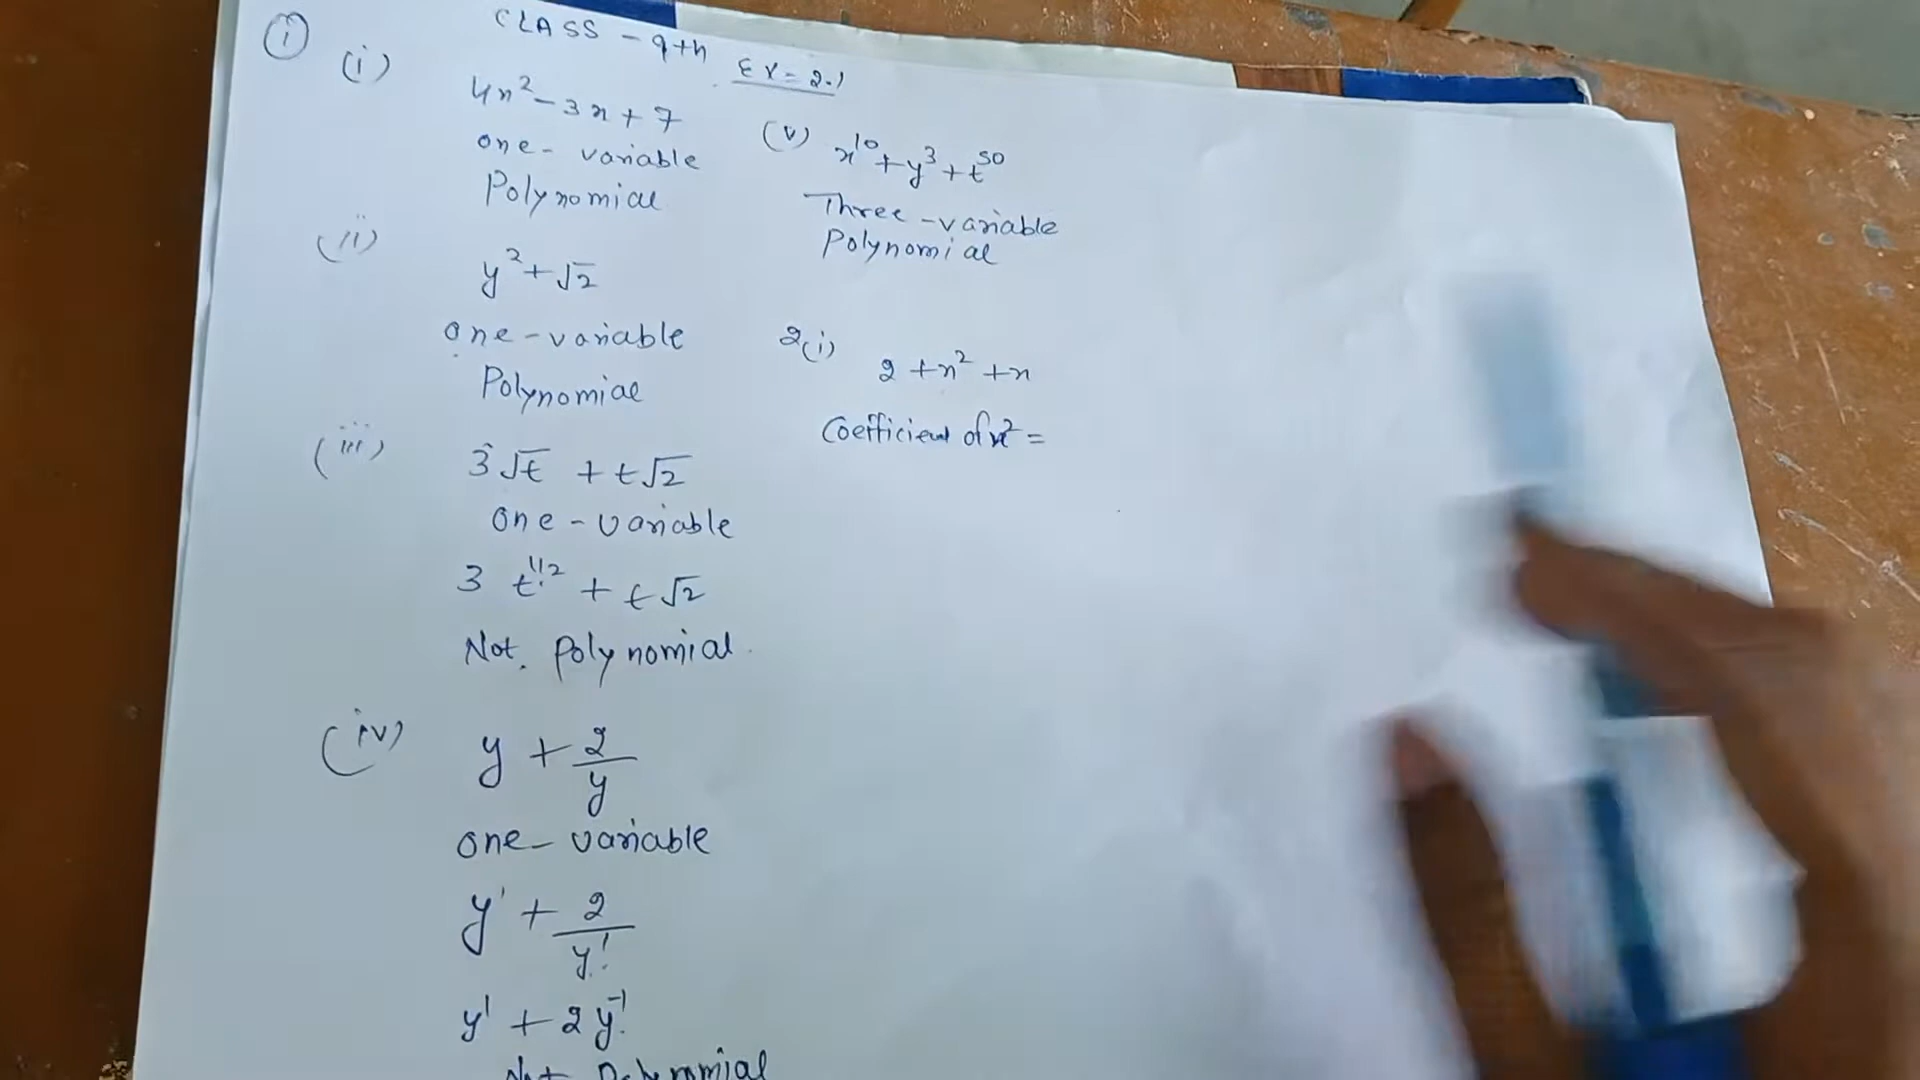 CLASS - 9th
EX = 2.1
①
(i)
4x² - 3x + 7
one - variable
Polynomial
(ii)
y² + √2
one - variable
Polynomial
(iii)
3√t + t√2
one - variable
3 t^1/2 + t√2
Not. polynomial.
(iv)
y + 2/y
one - variable
y¹ + 2/y¹
y¹ + 2y⁻¹
Not Polynomial
(v) x¹⁰ + y³ + t⁵⁰
Three - variable
Polynomial
2(i)
2 + x² + x
Coefficient of x² =